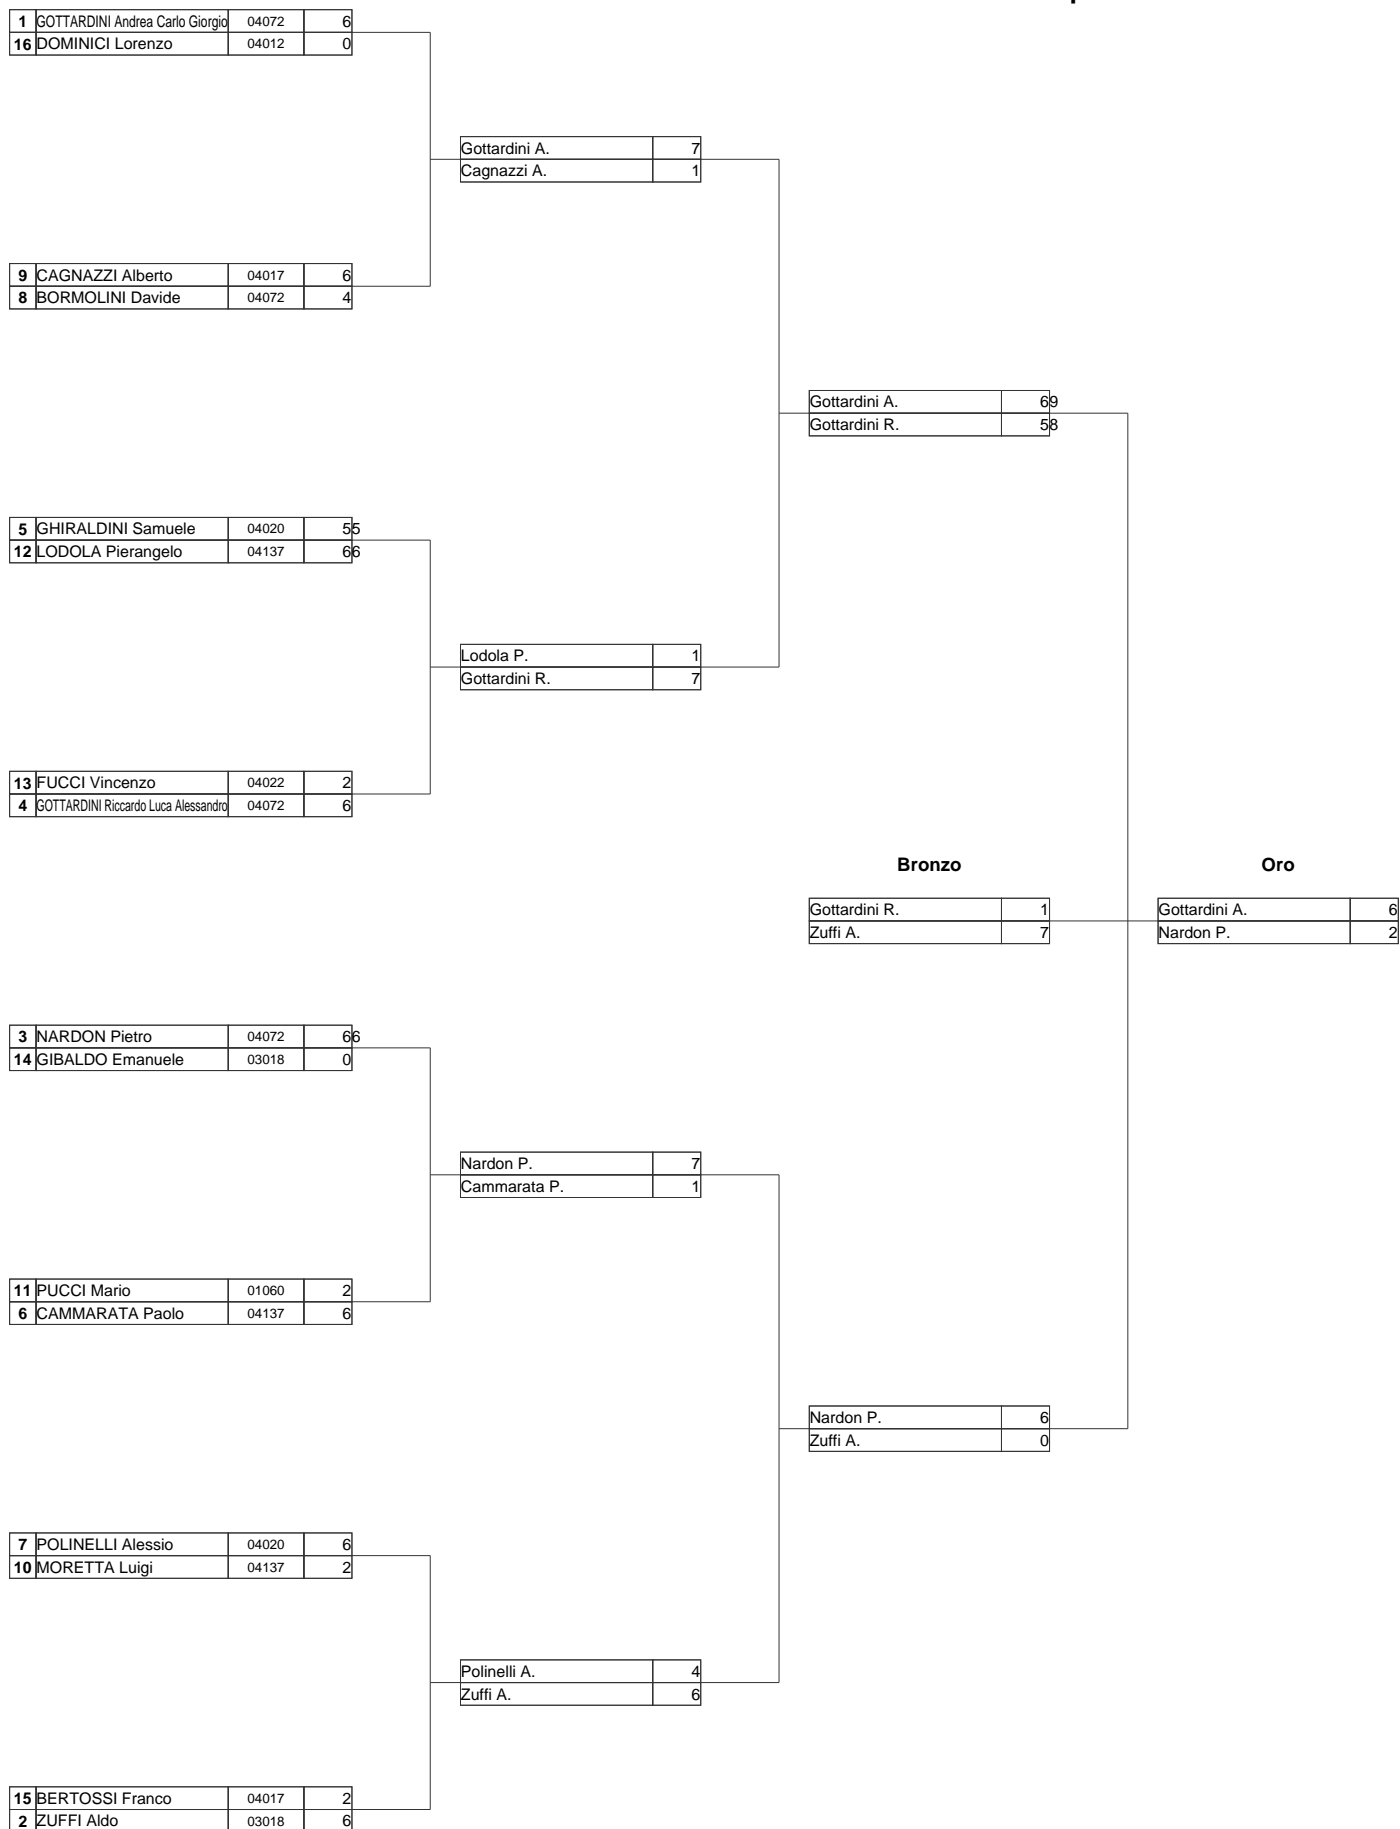 1 GOTTARDINI Andrea Carlo Giorgio 04072 6
16 DOMINICI Lorenzo 04012 0
Gottardini A. 7
Cagnazzi A. 1
9 CAGNAZZI Alberto 04017 6
8 BORMOLINI Davide 04072 4
Gottardini A. 69
Gottardini R. 58
5 GHIRALDINI Samuele 04020 55
12 LODOLA Pierangelo 04137 66
Lodola P. 1
Gottardini R. 7
13 FUCCI Vincenzo 04022 2
4 GOTTARDINI Riccardo Luca Alessandro 04072 6
Bronzo Oro
Gottardini R. 1 Gottardini A. 6
Zuffi A. 7 Nardon P. 2
3 NARDON Pietro 04072 66
14 GIBALDO Emanuele 03018 0
Nardon P. 7
Cammarata P. 1
11 PUCCI Mario 01060 2
6 CAMMARATA Paolo 04137 6
Nardon P. 6
Zuffi A. 0
7 POLINELLI Alessio 04020 6
10 MORETTA Luigi 04137 2
Polinelli A. 4
Zuffi A. 6
15 BERTOSSI Franco 04017 2
2 ZUFFI Aldo 03018 6